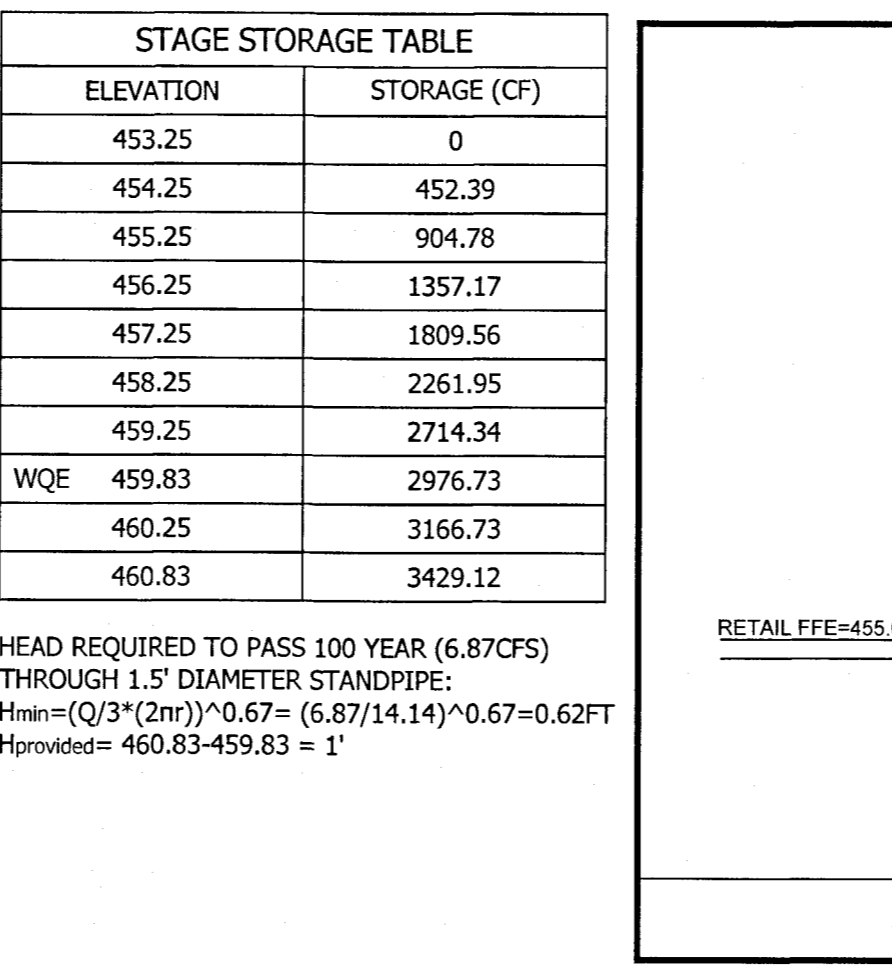 STAGE STORAGE TABLE
ELEVATION STORAGE (CF)
453.25 0
454.25 452.39
455.25 904.78
456.25 1357.17
457.25 1809.56
458.25 2261.95
459.25 2714.34
WQE 459.83 2976.73
460.25 3166.73
460.83 3429.12
HEAD REQUIRED TO PASS 100 YEAR (6.87CFS)
THROUGH 1.5' DIAMETER STANDPIPE:
Hmin=(Q/3*(2πr))^0.67= (6.87/14.14)^0.67=0.62FT
Hprovided= 460.83-459.83 = 1'
RETAIL FFE=455.